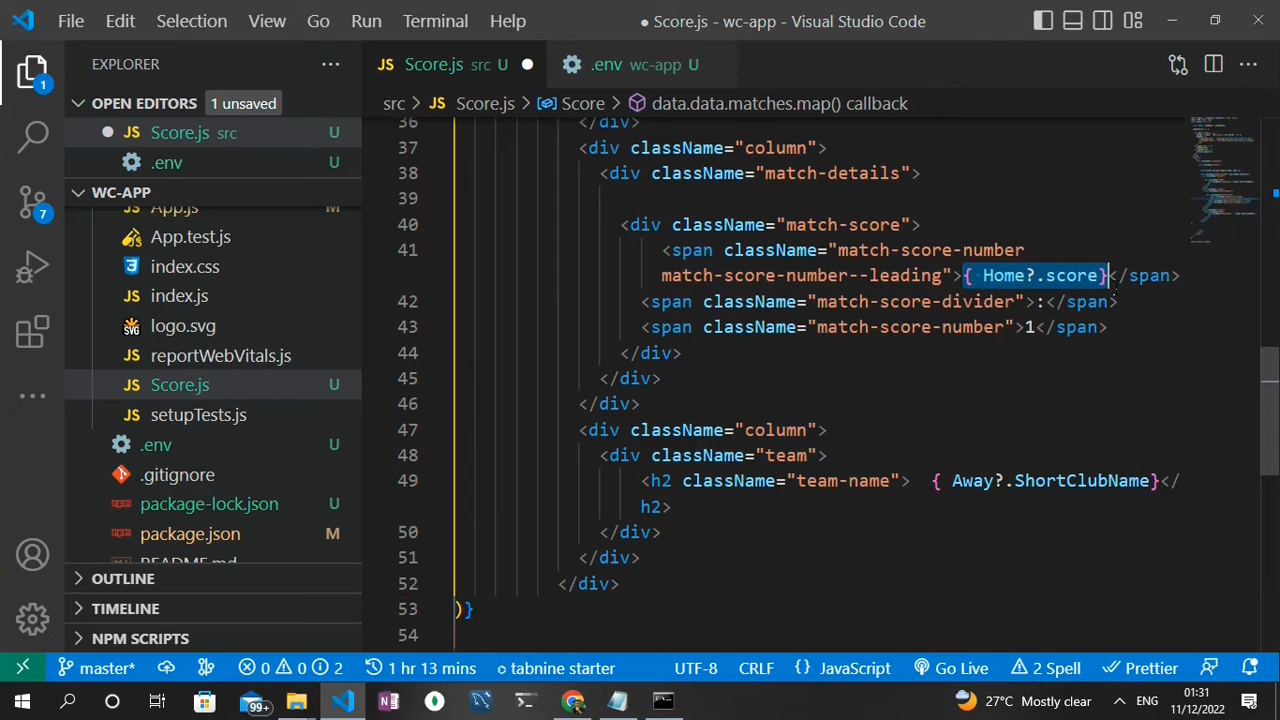 File Edit Selection View Go Run Terminal Help
● Score.js - wc-app - Visual Studio Code
EXPLORER
OPEN EDITORS 1 unsaved
JS Score.js src U
.env U
WC-APP
JS App.js M
App.test.js
index.css
JS index.js
logo.svg
JS reportWebVitals.js
JS Score.js U
JS setupTests.js
.env U
.gitignore
package-lock.json
package.json M
README.md
OUTLINE
TIMELINE
NPM SCRIPTS
1
7
JS Score.js src U
.env wc-app U
src > JS Score.js > Score > data.data.matches.map() callback
36 </div>
37 <div className="column">
38 <div className="match-details">
39
40 <div className="match-score">
41 <span className="match-score-number
match-score-number--leading">{ Home?.score}</span>
42 <span className="match-score-divider">:</span>
43 <span className="match-score-number">1</span>
44 </div>
45 </div>
46 </div>
47 <div className="column">
48 <div className="team">
49 <h2 className="team-name"> { Away?.ShortClubName}</
h2>
50 </div>
51 </div>
52 </div>
53 )}
54
master* 0 0 2 1 hr 13 mins tabnine starter UTF-8 CRLF {} JavaScript Go Live 2 Spell Prettier
99+
27°C Mostly clear ENG
01:31
11/12/2022